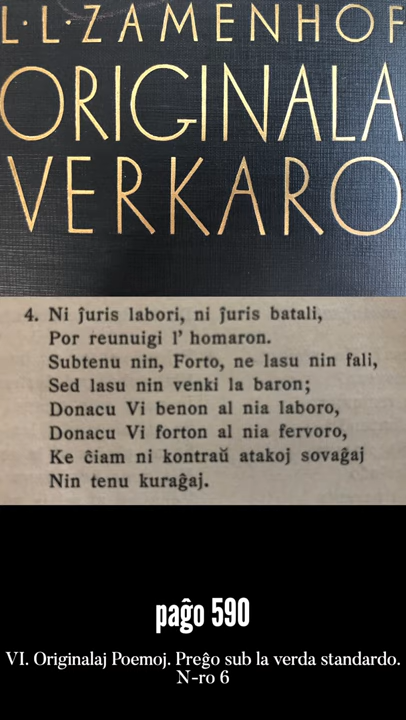 L·L·ZAMENHOF
ORIGINALA
VERKARO
4. Ni ĵuris labori, ni ĵuris batali,
Por reunuigi l' homaron.
Subtenu nin, Forto, ne lasu nin fali,
Sed lasu nin venki la baron;
Donacu Vi benon al nia laboro,
Donacu Vi forton al nia fervoro,
Ke ĉiam ni kontraŭ atakoj sovaĝaj
Nin tenu kuraĝaj.
paĝo 590
VI. Originalaj Poemoj. Preĝo sub la verda standardo.
N-ro 6